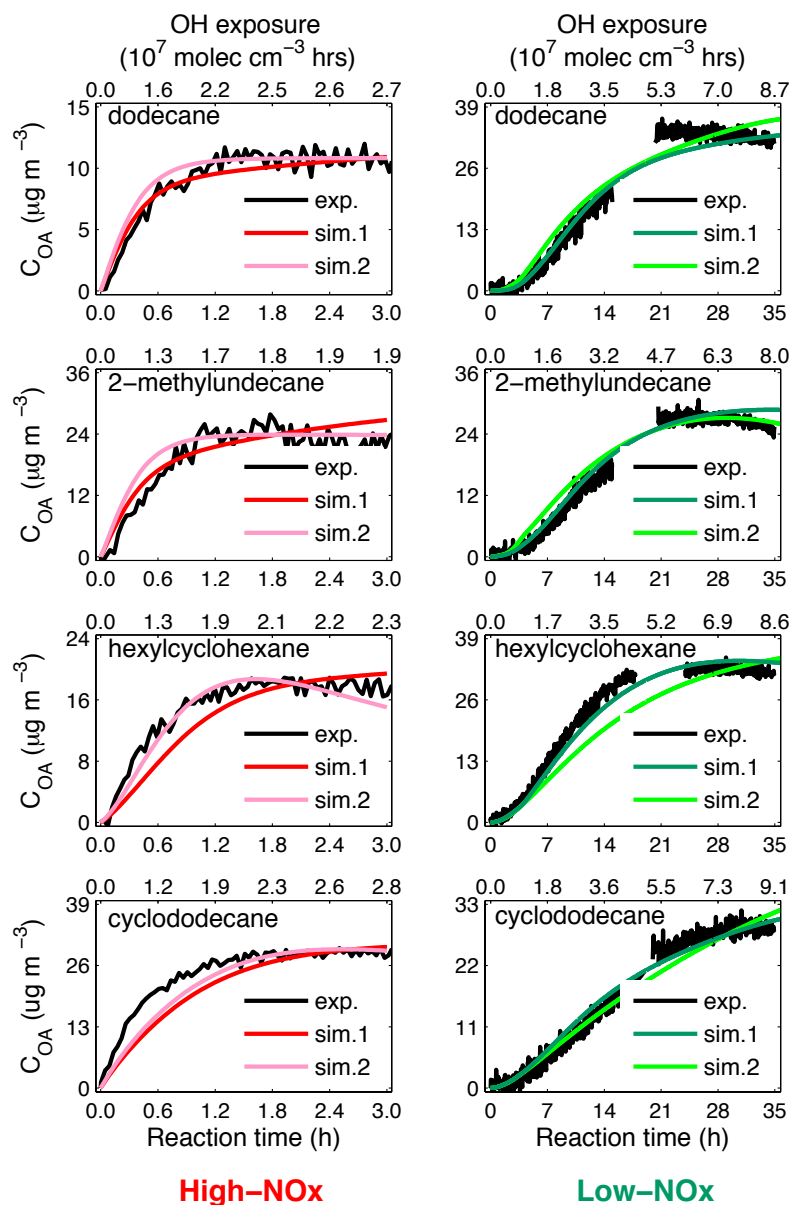 OH exposure
(10⁷ molec cm⁻³ hrs)
0.0 1.6 2.2 2.5 2.6 2.7
dodecane
15
10
5
0
C_OA (μg m⁻³)
exp.
sim.1
sim.2
0.0 0.6 1.2 1.8 2.4 3.0
OH exposure
(10⁷ molec cm⁻³ hrs)
0.0 1.8 3.5 5.3 7.0 8.7
dodecane
39
26
13
0
exp.
sim.1
sim.2
0 7 14 21 28 35
0.0 1.3 1.7 1.8 1.9 1.9
2−methylundecane
36
24
12
0
C_OA (μg m⁻³)
exp.
sim.1
sim.2
0.0 0.6 1.2 1.8 2.4 3.0
0.0 1.6 3.2 4.7 6.3 8.0
2−methylundecane
36
24
12
0
exp.
sim.1
sim.2
0 7 14 21 28 35
0.0 1.3 1.9 2.1 2.2 2.3
hexylcyclohexane
24
16
8
0
C_OA (μg m⁻³)
exp.
sim.1
sim.2
0.0 0.6 1.2 1.8 2.4 3.0
0.0 1.7 3.5 5.2 6.9 8.6
hexylcyclohexane
39
26
13
0
exp.
sim.1
sim.2
0 7 14 21 28 35
0.0 1.2 1.9 2.3 2.6 2.8
cyclododecane
39
26
13
0
C_OA (ug m⁻³)
exp.
sim.1
sim.2
0.0 0.6 1.2 1.8 2.4 3.0
Reaction time (h)
High−NOx
0.0 1.8 3.6 5.5 7.3 9.1
cyclododecane
33
22
11
0
exp.
sim.1
sim.2
0 7 14 21 28 35
Reaction time (h)
Low−NOx